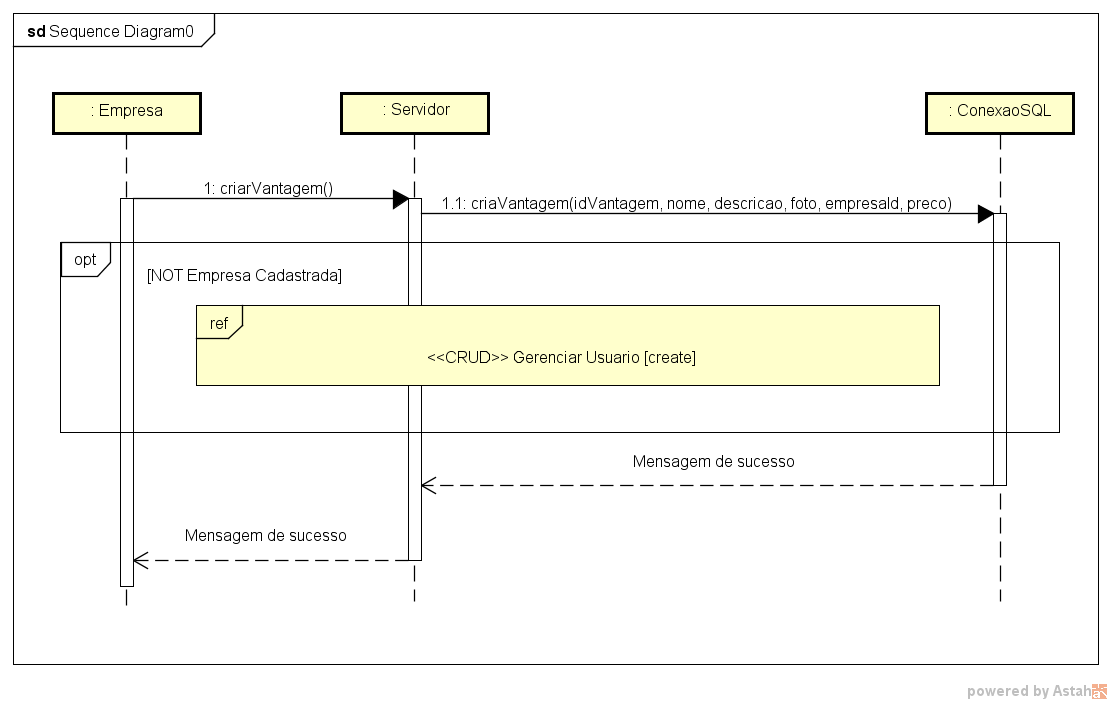 sd Sequence Diagram0
: Empresa
: Servidor
: ConexaoSQL
1: criarVantagem()
1.1: criaVantagem(idVantagem, nome, descricao, foto, empresaId, preco)
opt
[NOT Empresa Cadastrada]
ref
<<CRUD>> Gerenciar Usuario [create]
Mensagem de sucesso
Mensagem de sucesso
powered by Astah